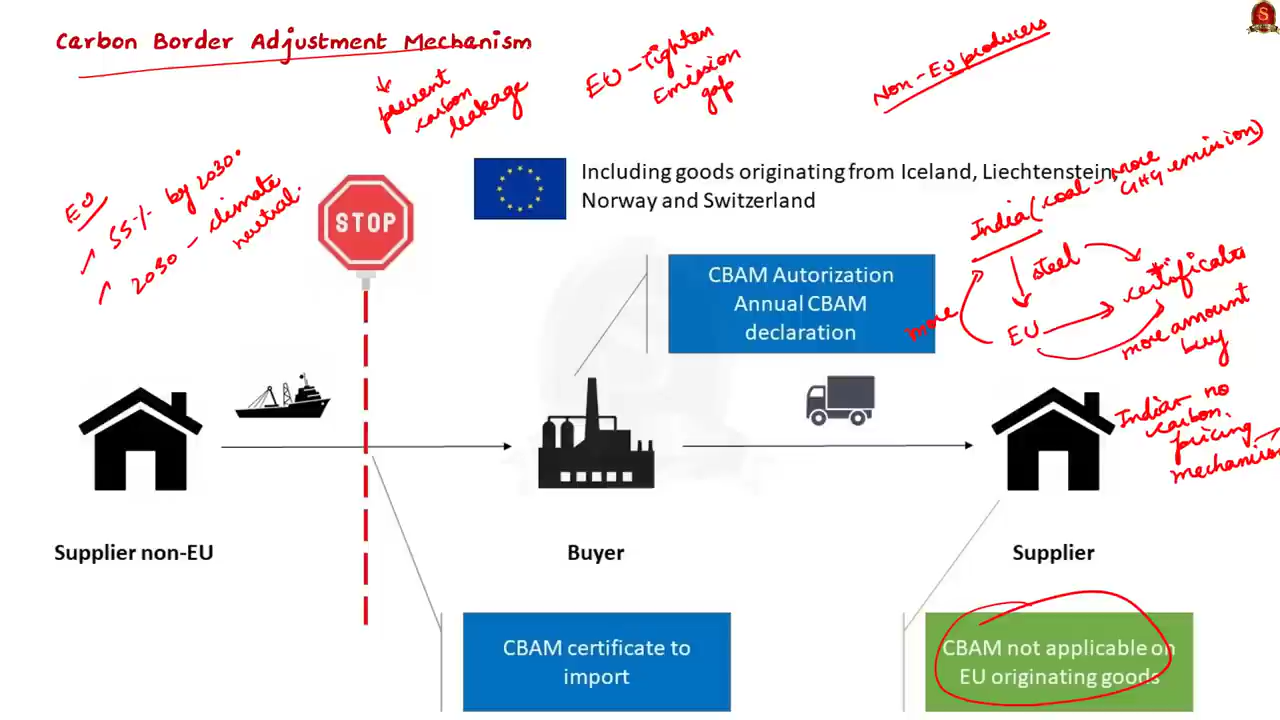 Carbon Border Adjustment Mechanism
prevent
carbon
leakage
EU - Tighten
Emission
gap
Non-EU producers
EU
55% by 2030.
2030 - climate
neutral.
STOP
Including goods originating from Iceland, Liechtenstein,
Norway and Switzerland
India (coal - more
GHG emission)
steel
certificates
EU
more
more amount
buy
India - no
carbon
pricing
mechanism
CBAM Autorization
Annual CBAM
declaration
Supplier non-EU
Buyer
Supplier
CBAM certificate to
import
CBAM not applicable on
EU originating goods
S